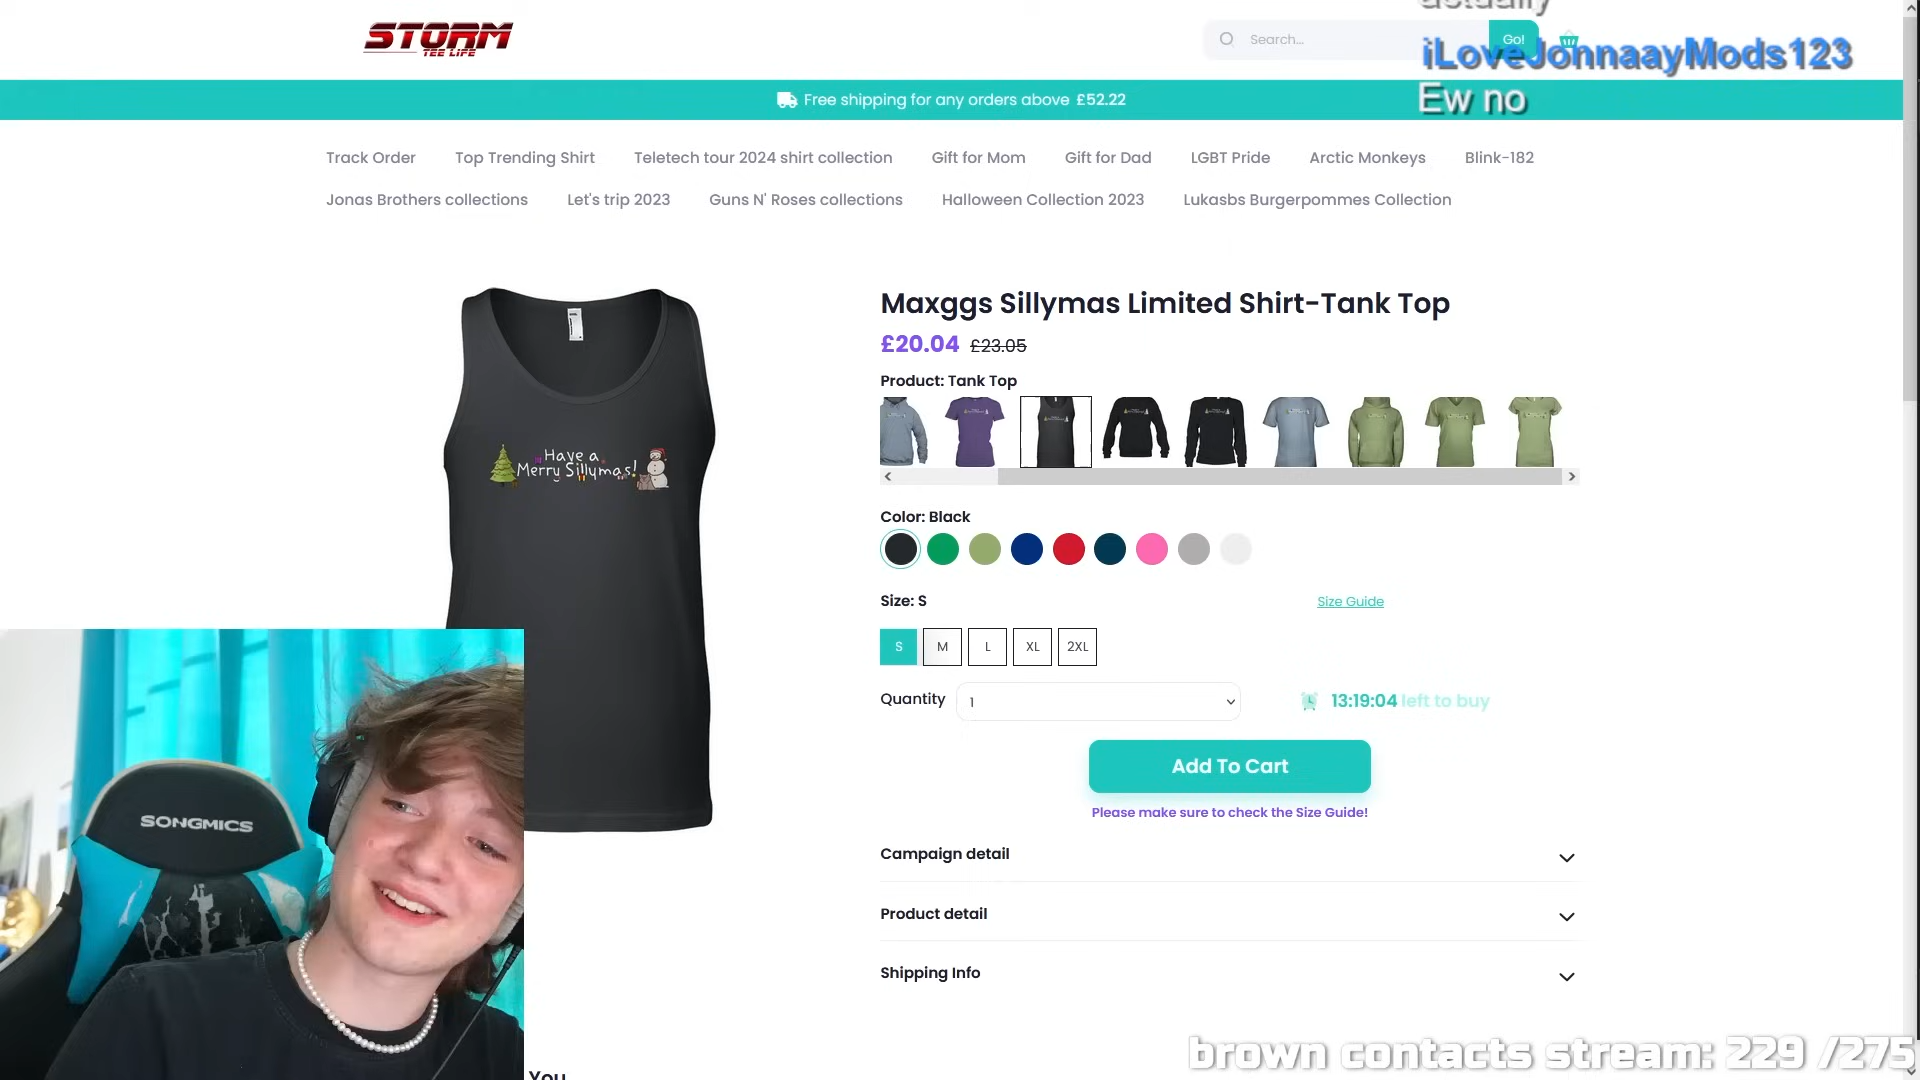 STORM
TEE LIFE
Search...
Go!
actually
iLoveJonnaayMods123
Ew no
Free shipping for any orders above £52.22
Track Order
Top Trending Shirt
Teletech tour 2024 shirt collection
Gift for Mom
Gift for Dad
LGBT Pride
Arctic Monkeys
Blink-182
Jonas Brothers collections
Let's trip 2023
Guns N' Roses collections
Halloween Collection 2023
Lukasbs Burgerpommes Collection
Have a
Merry Sillymas!
Maxggs Sillymas Limited Shirt-Tank Top
£20.04 £23.05
Product: Tank Top
Color: Black
Size: S
Size Guide
S
M
L
XL
2XL
Quantity
1
13:19:04 left to buy
Add To Cart
Please make sure to check the Size Guide!
Campaign detail
Product detail
Shipping Info
SONGMICS
You
brown contacts stream: 229 /275